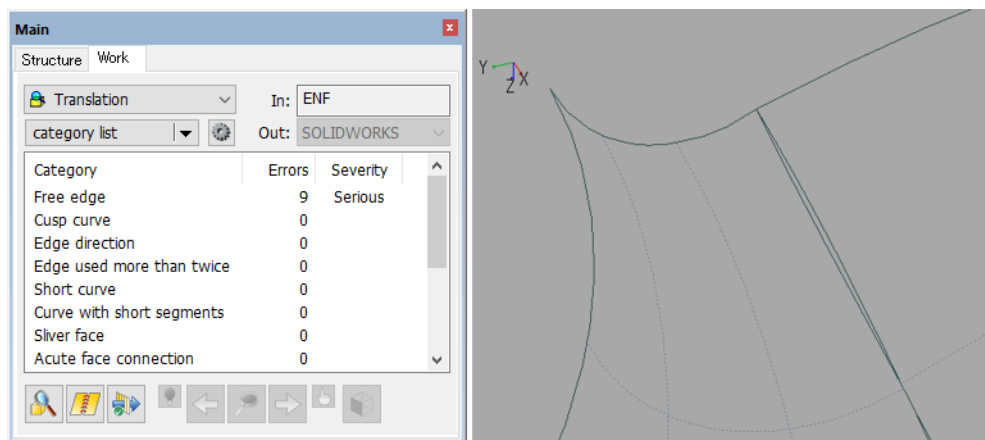 Main
Structure Work
Translation In: ENF
category list Out: SOLIDWORKS
Category Errors Severity
Free edge 9 Serious
Cusp curve 0
Edge direction 0
Edge used more than twice 0
Short curve 0
Curve with short segments 0
Sliver face 0
Acute face connection 0
Y Z X